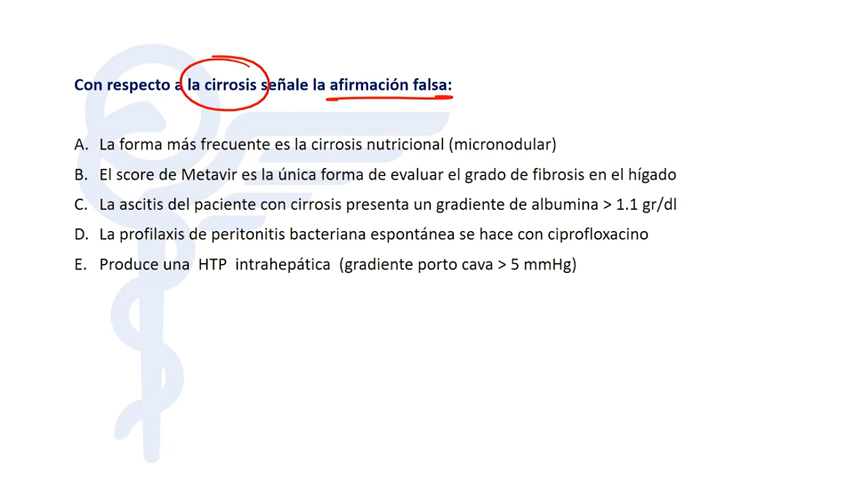 Con respecto a la cirrosis señale la afirmación falsa:
A. La forma más frecuente es la cirrosis nutricional (micronodular)
B. El score de Metavir es la única forma de evaluar el grado de fibrosis en el hígado
C. La ascitis del paciente con cirrosis presenta un gradiente de albumina > 1.1 gr/dl
D. La profilaxis de peritonitis bacteriana espontánea se hace con ciprofloxacino
E. Produce una HTP intrahepática (gradiente porto cava > 5 mmHg)